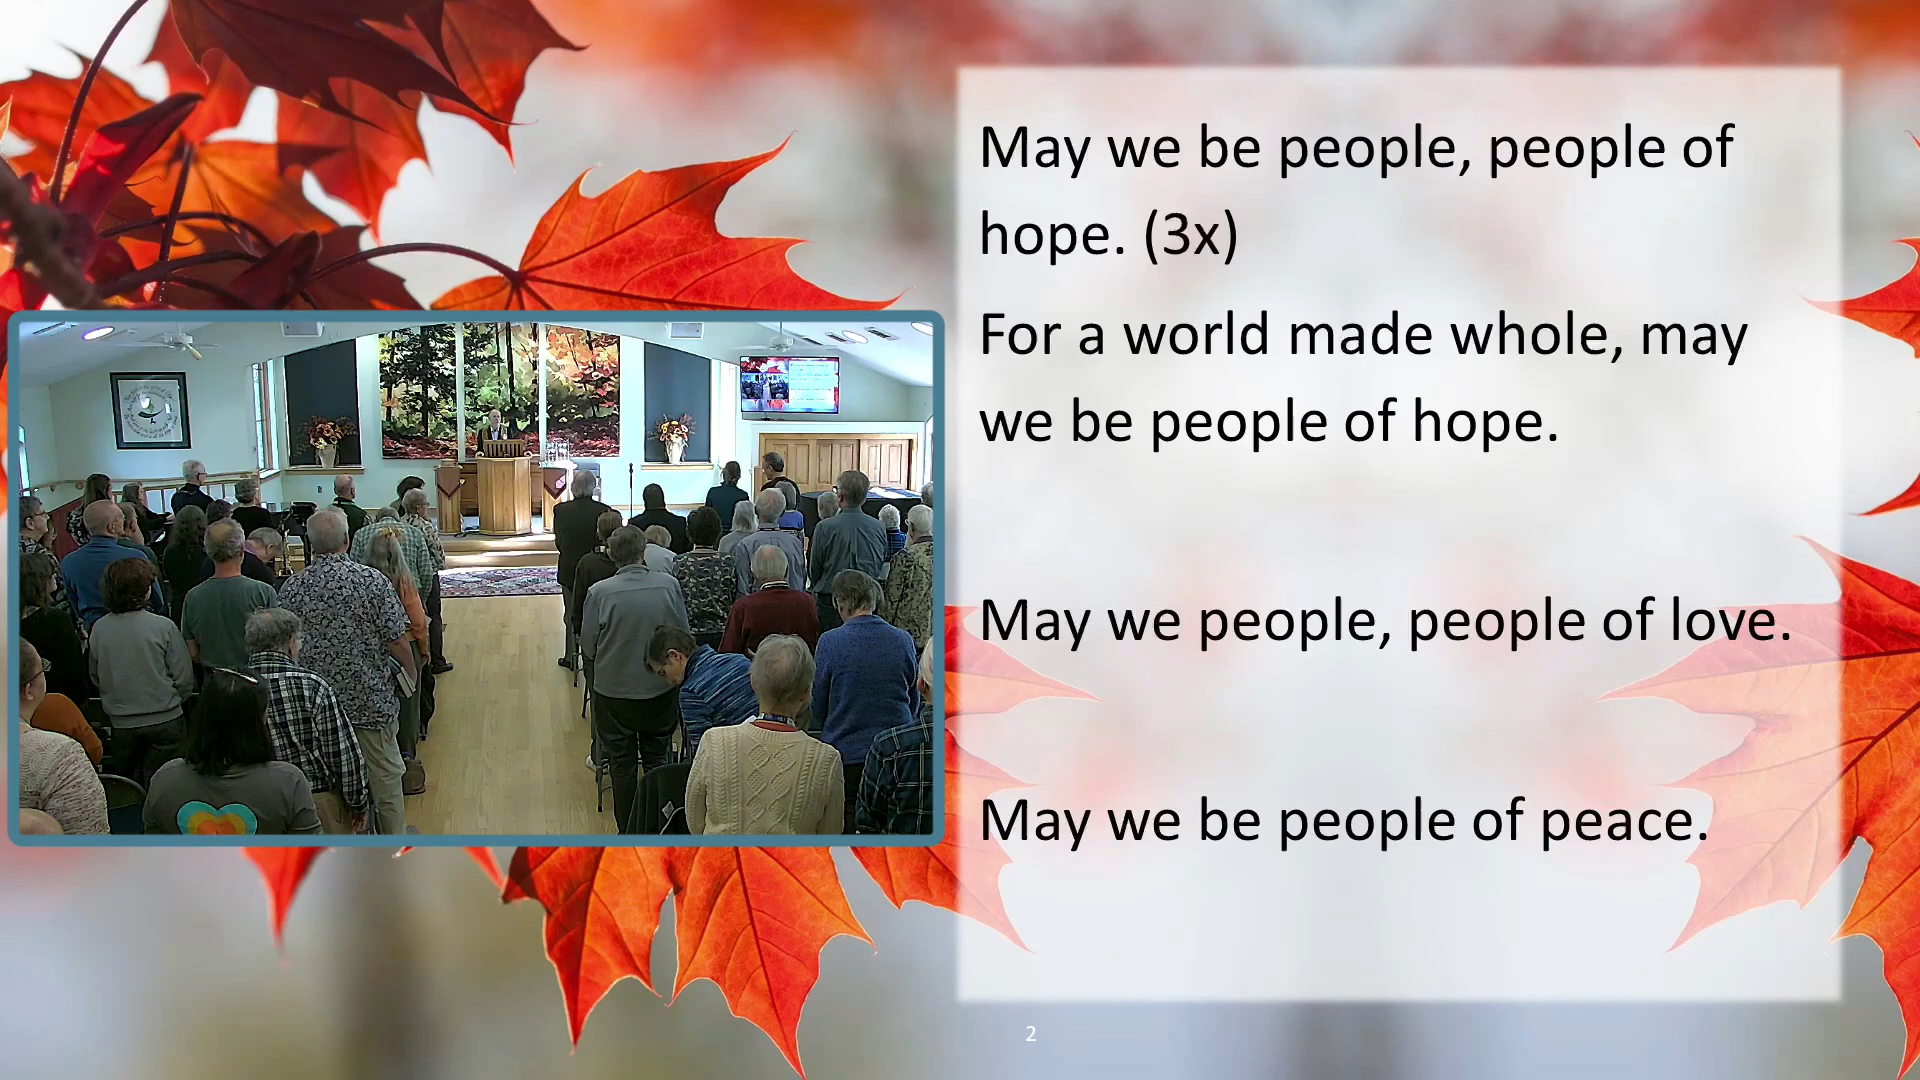 May we be people, people of
hope. (3x)
For a world made whole, may
we be people of hope.
May we people, people of love.
May we be people of peace.
2